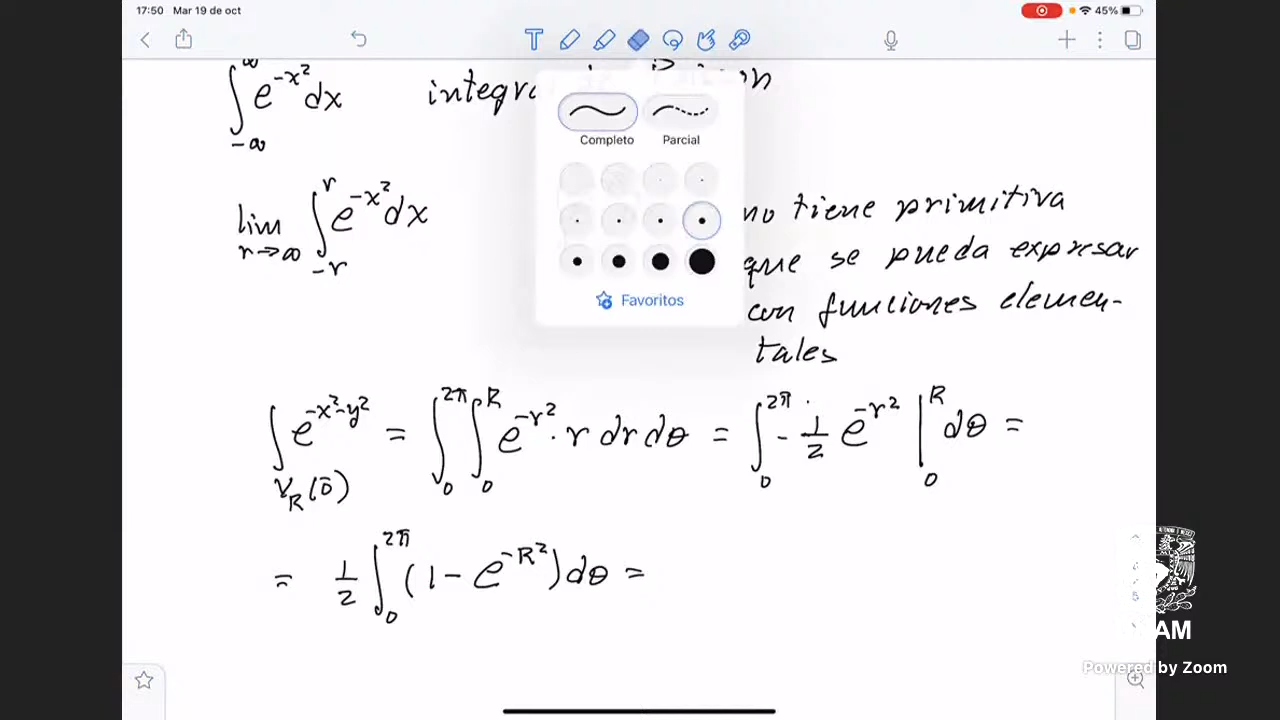 17:50 Mar 19 de oct
45%
∫_{-∞}^{∞} e^{-x²} dx
Completo Parcial
lim_{r→∞} ∫_{-r}^{r} e^{-x²} dx
no tiene primitiva
que se pueda expresar
con funciones elemen-
tales
Favoritos
∫_{V_R(0̄)} e^{-x²-y²} = ∫_0^{2π} ∫_0^R e^{-r²} · r dr dθ = ∫_0^{2π} -1/2 e^{-r²} |_0^R dθ =
= 1/2 ∫_0^{2π} (1 - e^{-R²}) dθ =
Powered by Zoom